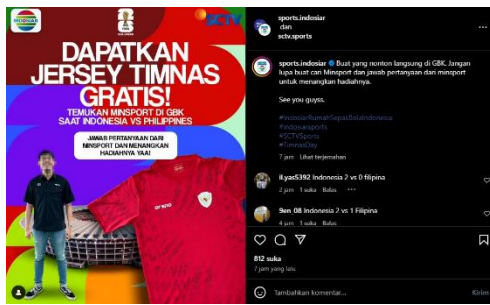 INDOSIAR
SCTV
DAPATKAN
JERSEY TIMNAS
GRATIS!
TEMUKAN MINSPORT DI GBK
SAAT INDONESIA VS PHILIPPINES
JAWAB PERTANYAAN DARI
MINSPORT DAN MENANGKAN
HADIAHNYA YAA!
sports.indosiar
dan
sctv.sports
sports.indosiar Buat yang nonton langsung di GBK. Jangan
lupa buat cari Minsport dan jawab pertanyaan dari minsport
untuk menangkan hadiahnya.
See you guyss.
#IndosiarRumahSepakBolaIndonesia
#indosiarsports
#SCTVSports
#TimnasDay
7 jam Lihat terjemahan
il.yas5392 Indonesia 2 vs 0 filipina
2 jam 1 suka Balas
9en_08 Indonesia 2 vs 1 Filipina
4 jam 1 suka Balas
812 suka
7 jam yang lalu
Tambahkan komentar...
Kirim